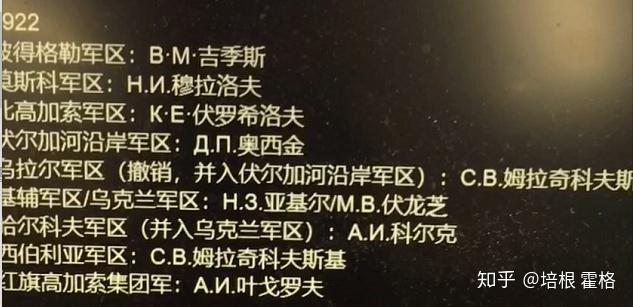 922
彼得格勒军区：В·М·吉季斯
莫斯科军区：Н.И.穆拉洛夫
北高加索军区：К·Е·伏罗希洛夫
伏尔加河沿岸军区：Д.П.奥西金
乌拉尔军区（撤销，并入伏尔加河沿岸军区）：С.В.姆拉奇科夫斯
基辅军区/乌克兰军区：Н.З.亚基尔/М.В.伏龙芝
哈尔科夫军区（并入乌克兰军区）：А.И.科尔克
西伯利亚军区：С.В.姆拉奇科夫斯基
红旗高加索集团军：А.И.叶戈罗夫
知乎 @培根 霍格